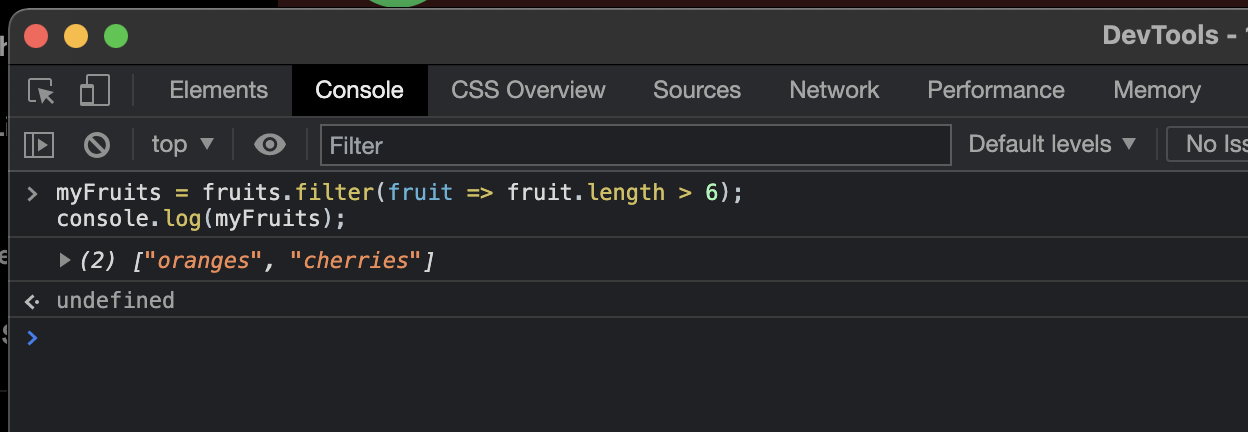 DevTools -
Elements Console CSS Overview Sources Network Performance Memory
top Filter Default levels No Iss
myFruits = fruits.filter(fruit => fruit.length > 6);
console.log(myFruits);
(2) ["oranges", "cherries"]
undefined